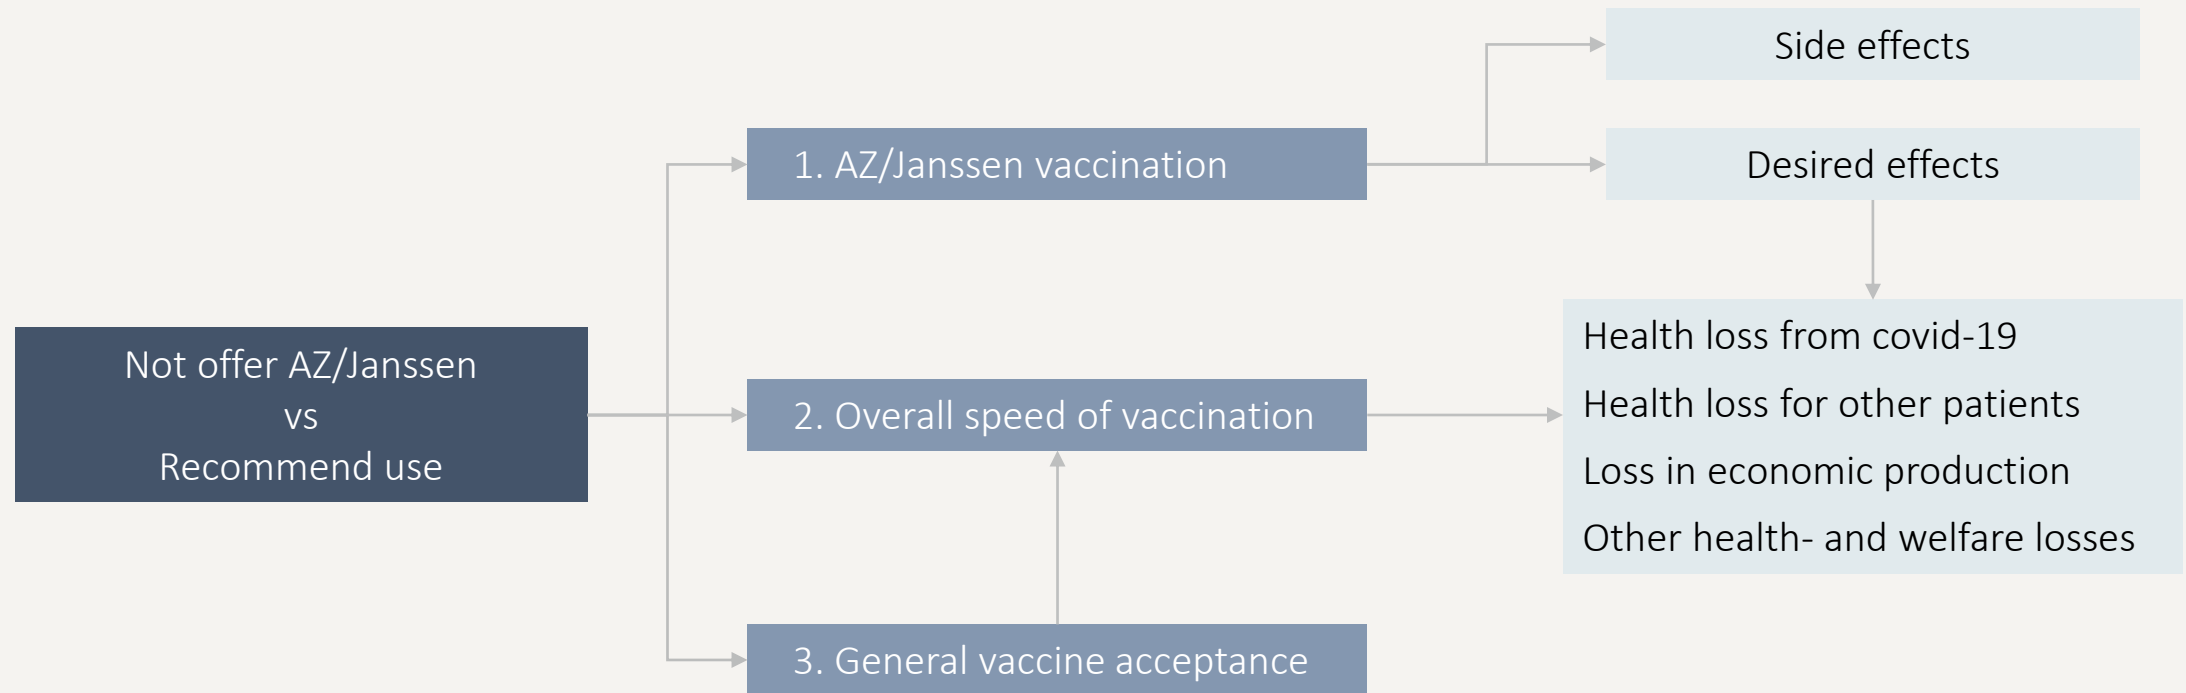 Side effects
1. AZ/Janssen vaccination
Desired effects
Not offer AZ/Janssen
vs
Recommend use
2. Overall speed of vaccination
Health loss from covid-19
Health loss for other patients
Loss in economic production
Other health- and welfare losses
3. General vaccine acceptance